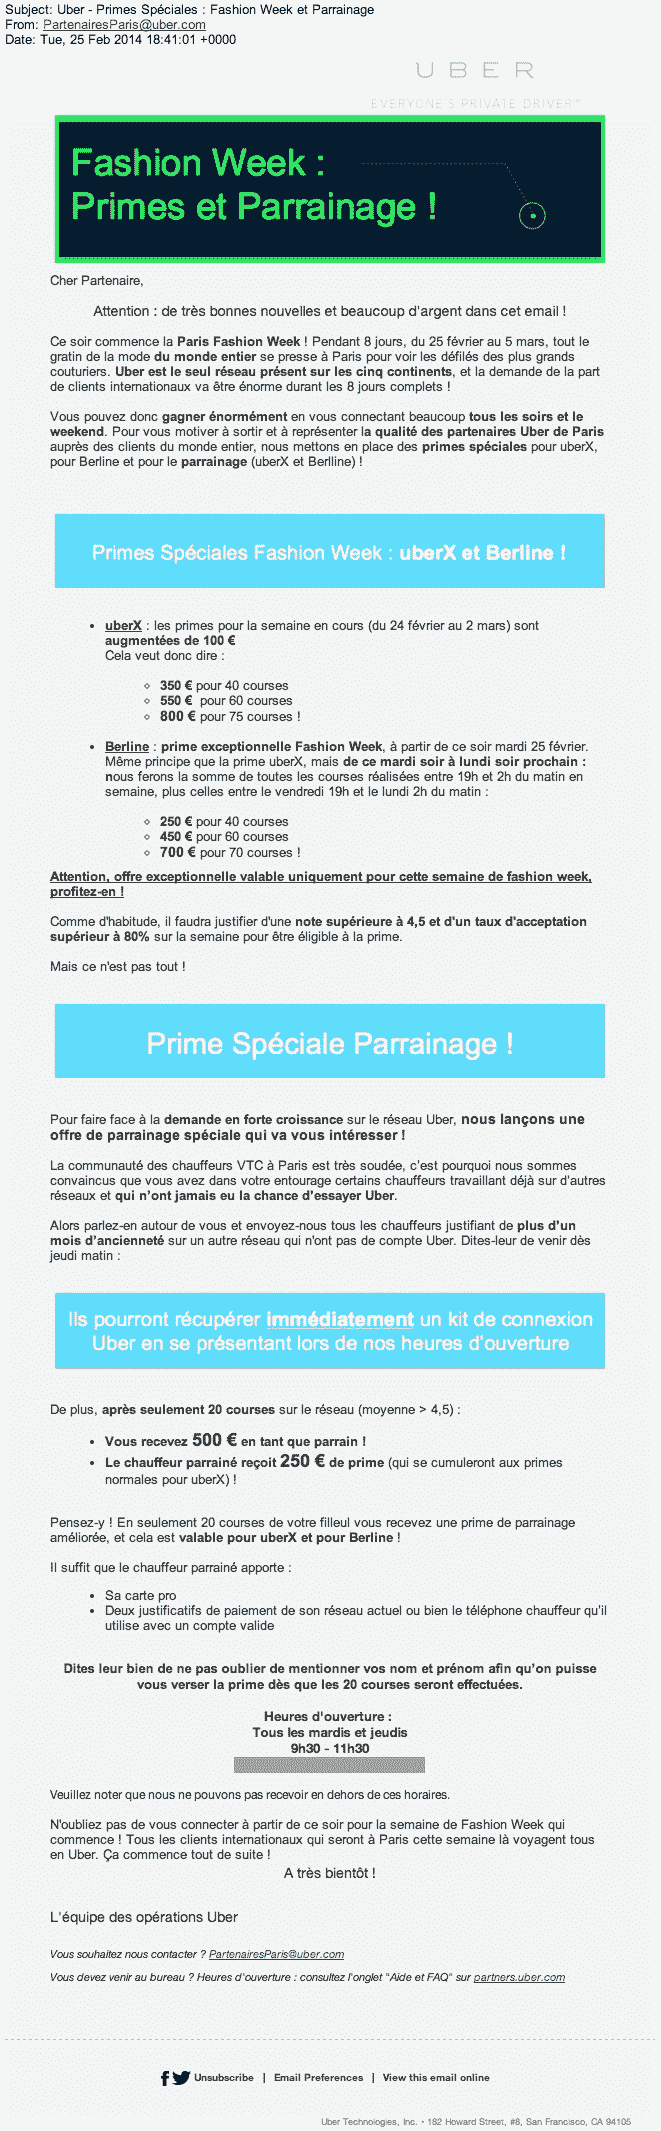 Subject: Uber - Primes Spéciales : Fashion Week et Parrainage
From: PartenairesParis@uber.com
Date: Tue, 25 Feb 2014 18:41:01 +0000
UBER
EVERYONE'S PRIVATE DRIVER™
Fashion Week :
Primes et Parrainage !
Cher Partenaire,
Attention : de très bonnes nouvelles et beaucoup d'argent dans cet email !
Ce soir commence la Paris Fashion Week ! Pendant 8 jours, du 25 février au 5 mars, tout le
gratin de la mode du monde entier se presse à Paris pour voir les défilés des plus grands
couturiers. Uber est le seul réseau présent sur les cinq continents, et la demande de la part
de clients internationaux va être énorme durant les 8 jours complets !
Vous pouvez donc gagner énormément en vous connectant beaucoup tous les soirs et le
weekend. Pour vous motiver à sortir et à représenter la qualité des partenaires Uber de Paris
auprès des clients du monde entier, nous mettons en place des primes spéciales pour uberX,
pour Berline et pour le parrainage (uberX et Berlline) !
Primes Spéciales Fashion Week : uberX et Berline !
• uberX : les primes pour la semaine en cours (du 24 février au 2 mars) sont
augmentées de 100 €
Cela veut donc dire :
◦ 350 € pour 40 courses
◦ 550 € pour 60 courses
◦ 800 € pour 75 courses !
• Berline : prime exceptionnelle Fashion Week, à partir de ce soir mardi 25 février.
Même principe que la prime uberX, mais de ce mardi soir à lundi soir prochain :
nous ferons la somme de toutes les courses réalisées entre 19h et 2h du matin en
semaine, plus celles entre le vendredi 19h et le lundi 2h du matin :
◦ 250 € pour 40 courses
◦ 450 € pour 60 courses
◦ 700 € pour 70 courses !
Attention, offre exceptionnelle valable uniquement pour cette semaine de fashion week,
profitez-en !
Comme d'habitude, il faudra justifier d'une note supérieure à 4,5 et d'un taux d'acceptation
supérieur à 80% sur la semaine pour être éligible à la prime.
Mais ce n'est pas tout !
Prime Spéciale Parrainage !
Pour faire face à la demande en forte croissance sur le réseau Uber, nous lançons une
offre de parrainage spéciale qui va vous intéresser !
La communauté des chauffeurs VTC à Paris est très soudée, c'est pourquoi nous sommes
convaincus que vous avez dans votre entourage certains chauffeurs travaillant déjà sur d'autres
réseaux et qui n'ont jamais eu la chance d'essayer Uber.
Alors parlez-en autour de vous et envoyez-nous tous les chauffeurs justifiant de plus d'un
mois d'ancienneté sur un autre réseau qui n'ont pas de compte Uber. Dites-leur de venir dès
jeudi matin :
Ils pourront récupérer immédiatement un kit de connexion
Uber en se présentant lors de nos heures d'ouverture
De plus, après seulement 20 courses sur le réseau (moyenne > 4,5) :
• Vous recevez 500 € en tant que parrain !
• Le chauffeur parrainé reçoit 250 € de prime (qui se cumuleront aux primes
normales pour uberX) !
Pensez-y ! En seulement 20 courses de votre filleul vous recevez une prime de parrainage
améliorée, et cela est valable pour uberX et pour Berline !
Il suffit que le chauffeur parrainé apporte :
• Sa carte pro
• Deux justificatifs de paiement de son réseau actuel ou bien le téléphone chauffeur qu'il
utilise avec un compte valide
Dites leur bien de ne pas oublier de mentionner vos nom et prénom afin qu'on puisse
vous verser la prime dès que les 20 courses seront effectuées.
Heures d'ouverture :
Tous les mardis et jeudis
9h30 - 11h30
Veuillez noter que nous ne pouvons pas recevoir en dehors de ces horaires.
N'oubliez pas de vous connecter à partir de ce soir pour la semaine de Fashion Week qui
commence ! Tous les clients internationaux qui seront à Paris cette semaine là voyagent tous
en Uber. Ça commence tout de suite !
A très bientôt !
L'équipe des opérations Uber
Vous souhaitez nous contacter ? PartenairesParis@uber.com
Vous devez venir au bureau ? Heures d'ouverture : consultez l'onglet "Aide et FAQ" sur partners.uber.com
Unsubscribe | Email Preferences | View this email online
Uber Technologies, Inc. • 182 Howard Street, #8, San Francisco, CA 94105